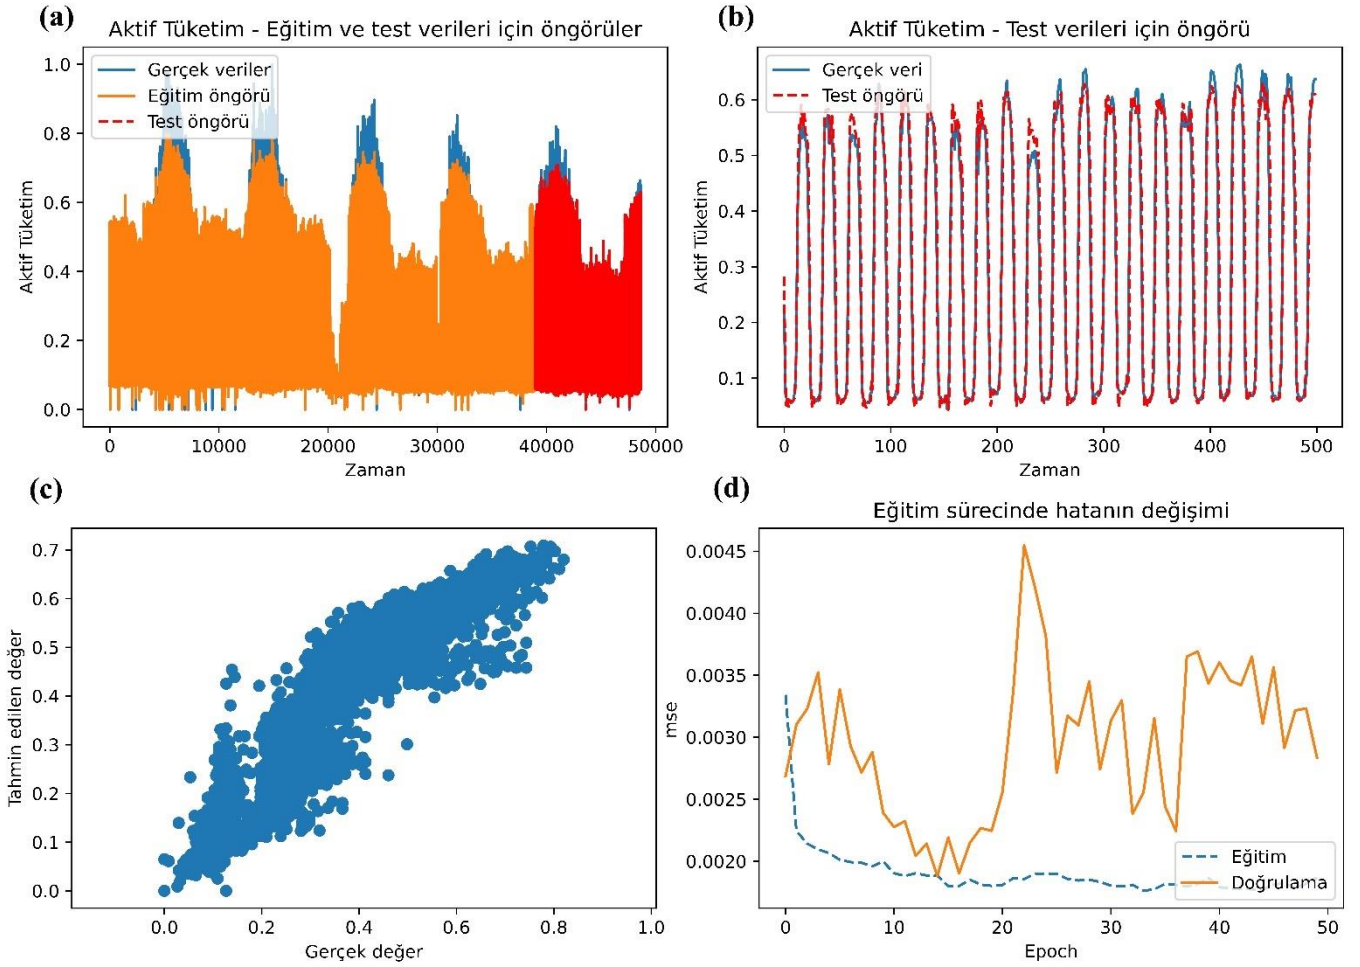 (a)
Aktif Tüketim - Eğitim ve test verileri için öngörüler
Gerçek veriler
Eğitim öngörü
Test öngörü
1.0
0.8
0.6
0.4
0.2
0.0
Aktif Tüketim
0 10000 20000 30000 40000 50000
Zaman
(b)
Aktif Tüketim - Test verileri için öngörü
Gerçek veri
Test öngörü
0.6
0.5
0.4
0.3
0.2
0.1
Aktif Tüketim
0 100 200 300 400 500
Zaman
(c)
0.7
0.6
0.5
0.4
0.3
0.2
0.1
0.0
Tahmin edilen değer
0.0 0.2 0.4 0.6 0.8 1.0
Gerçek değer
(d)
Eğitim sürecinde hatanın değişimi
0.0045
0.0040
0.0035
0.0030
0.0025
0.0020
mse
Eğitim
Doğrulama
0 10 20 30 40 50
Epoch